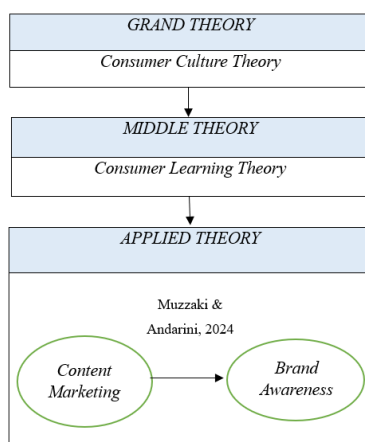 GRAND THEORY
Consumer Culture Theory
MIDDLE THEORY
Consumer Learning Theory
APPLIED THEORY
Muzzaki &
Andarini, 2024
Content
Marketing
Brand
Awareness